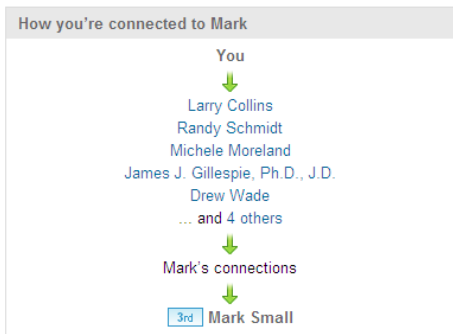 How you're connected to Mark
You
Larry Collins
Randy Schmidt
Michele Moreland
James J. Gillespie, Ph.D., J.D.
Drew Wade
... and 4 others
Mark's connections
3rd Mark Small